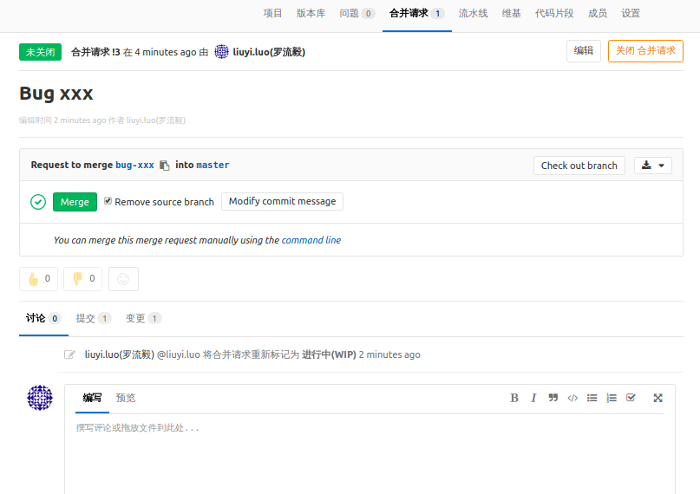 项目 版本库 问题 0 合并请求 1 流水线 维基 代码片段 成员 设置
未关闭 合并请求 !3 在 4 minutes ago 由 liuyi.luo(罗流毅) 编辑 关闭 合并请求
Bug xxx
编辑时间 2 minutes ago 作者 liuyi.luo(罗流毅)
Request to merge bug-xxx into master Check out branch
Merge Remove source branch Modify commit message
You can merge this merge request manually using the command line
0 0
讨论 0 提交 1 变更 1
liuyi.luo(罗流毅) @liuyi.luo 将合并请求重新标记为 进行中(WIP) 2 minutes ago
编写 预览 B I
撰写评论或拖放文件到此处...